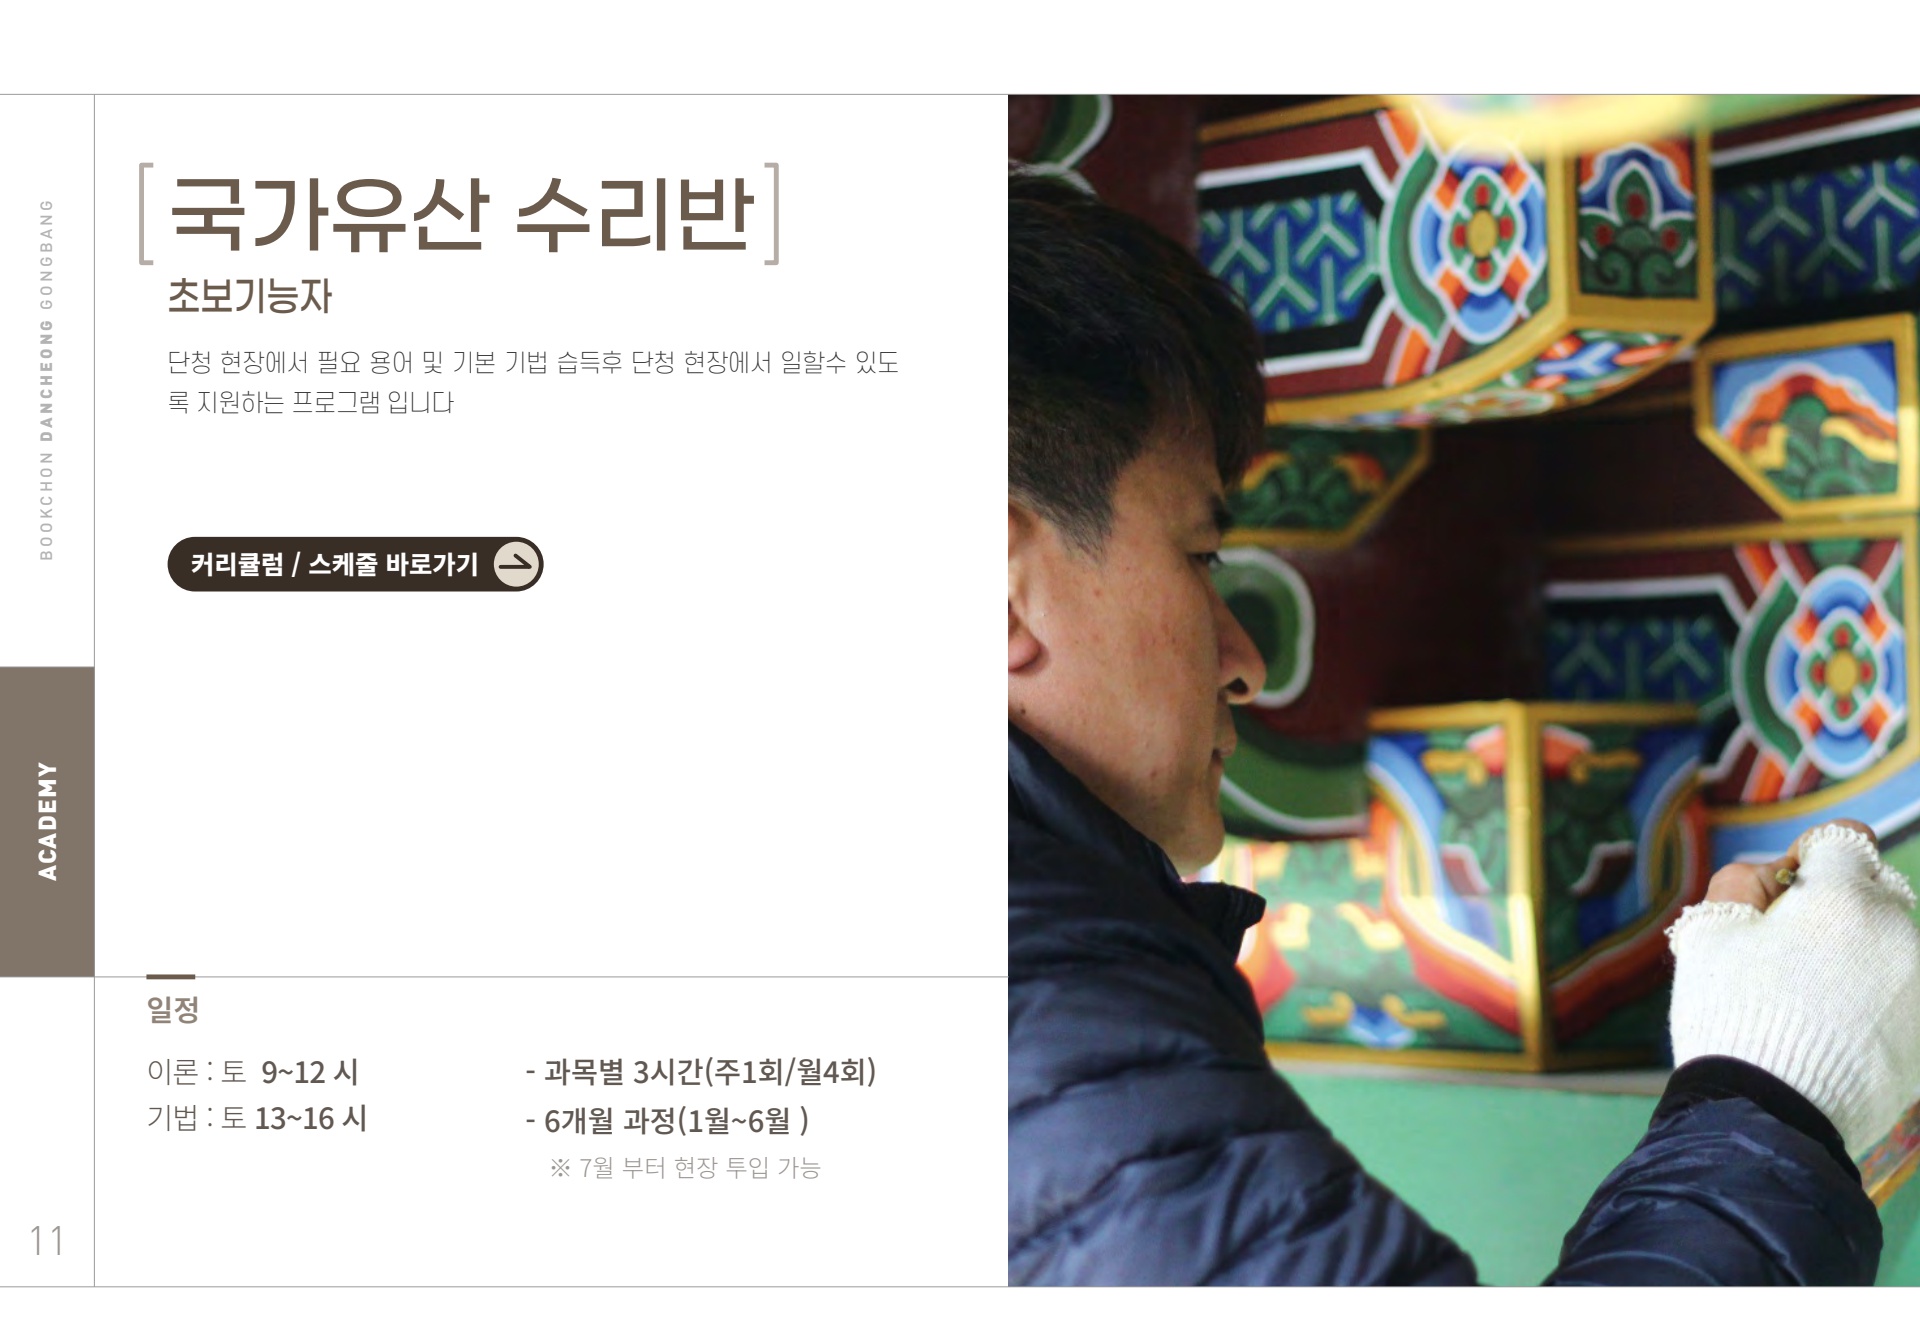 BOOKCHON DANCHEONG GONGBANG
ACADEMY
11
[국가유산 수리반]
초보기능자
단청 현장에서 필요 용어 및 기본 기법 습득후 단청 현장에서 일할수 있도
록 지원하는 프로그램 입니다
커리큘럼 / 스케줄 바로가기
일정
이론 : 토 9~12 시
기법 : 토 13~16 시
- 과목별 3시간(주1회/월4회)
- 6개월 과정(1월~6월 )
※ 7월 부터 현장 투입 가능